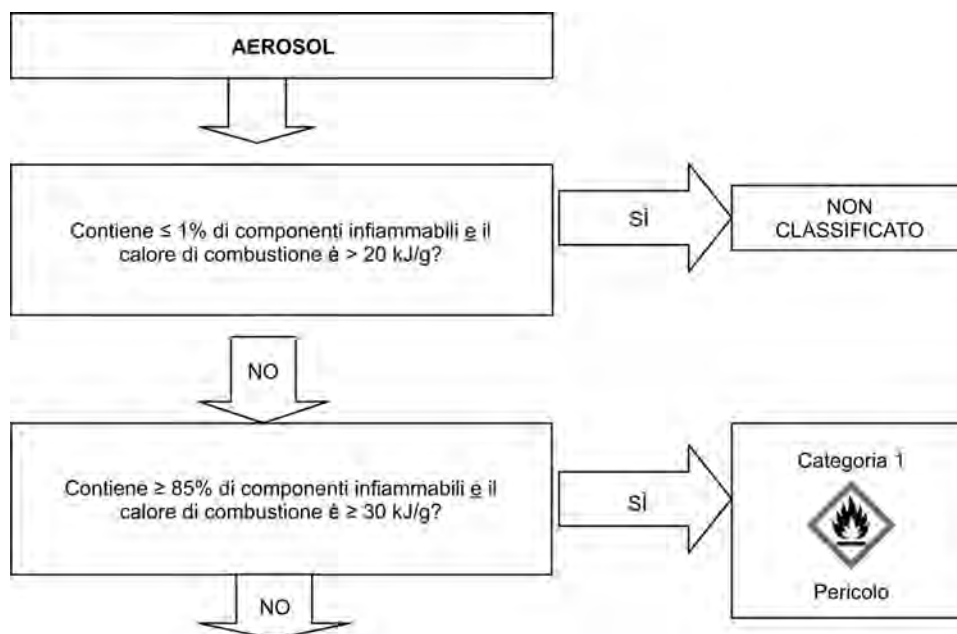 AEROSOL
Contiene ≤ 1% di componenti infiammabili e il
calore di combustione è > 20 kJ/g?
SÌ
NON
CLASSIFICATO
NO
Contiene ≥ 85% di componenti infiammabili e il
calore di combustione è ≥ 30 kJ/g?
SÌ
Categoria 1
Pericolo
NO